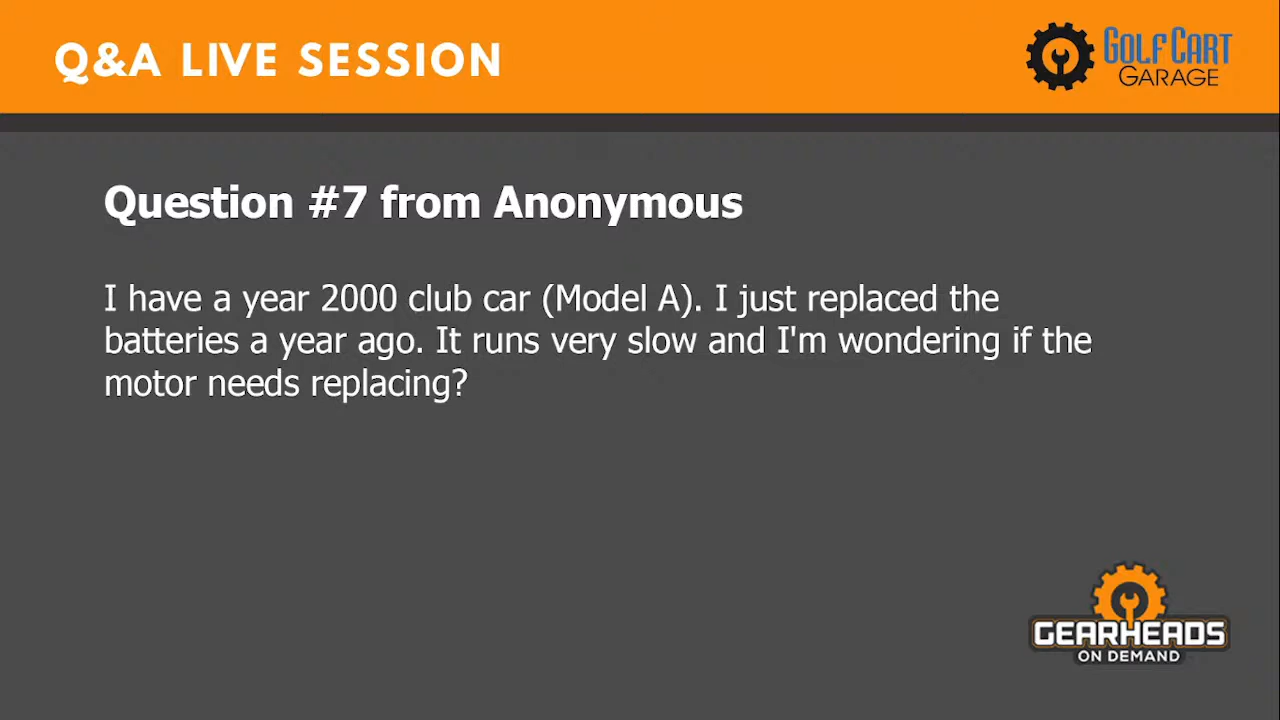 Q&A LIVE SESSION
GOLF CART
GARAGE
Question #7 from Anonymous
I have a year 2000 club car (Model A). I just replaced the
batteries a year ago. It runs very slow and I'm wondering if the
motor needs replacing?
GEARHEADS
ON DEMAND